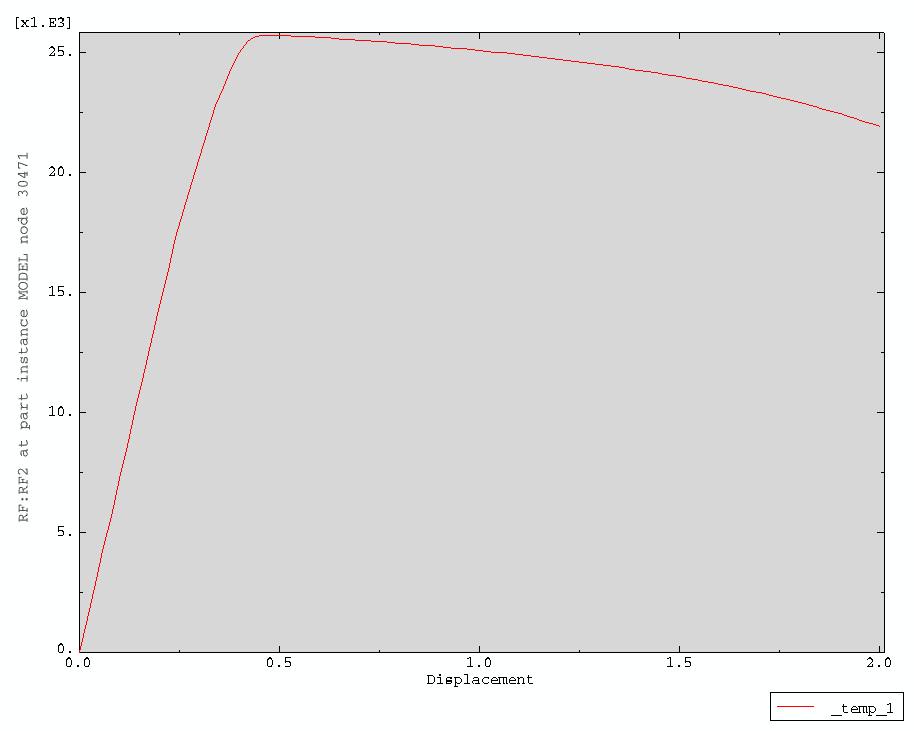 [x1.E3]
25.
20.
15.
10.
5.
0.
RF:RF2 at part instance MODEL node 30471
0.0 0.5 1.0 1.5 2.0
Displacement
_temp_1